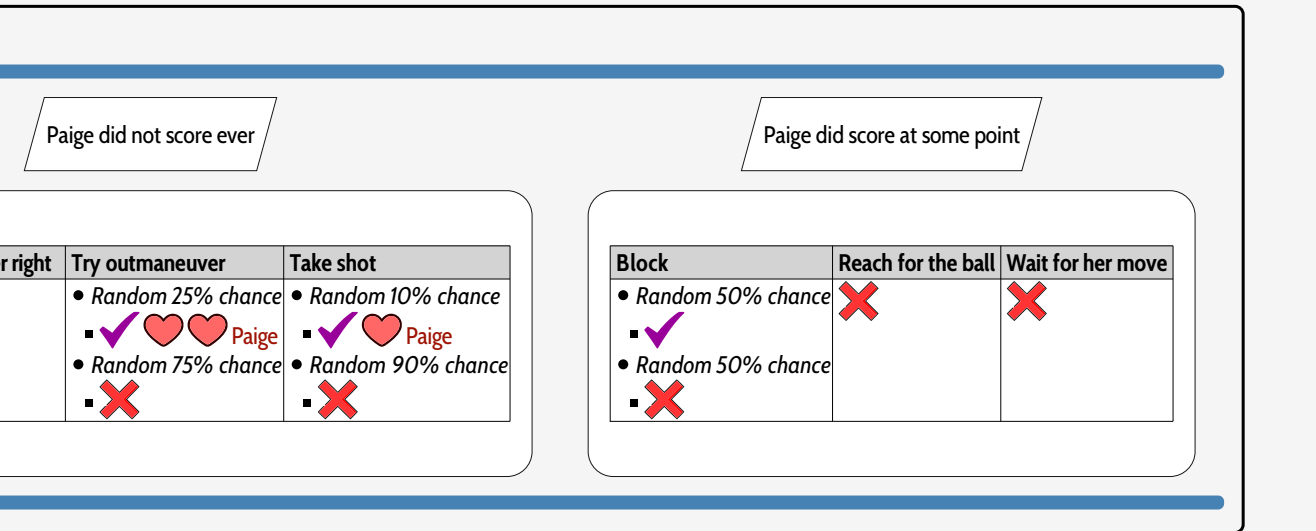 Paige did not score ever
Paige did score at some point
r right Try outmaneuver Take shot
Random 25% chance Random 10% chance
Paige Paige
Random 75% chance Random 90% chance
Block Reach for the ball Wait for her move
Random 50% chance
Random 50% chance